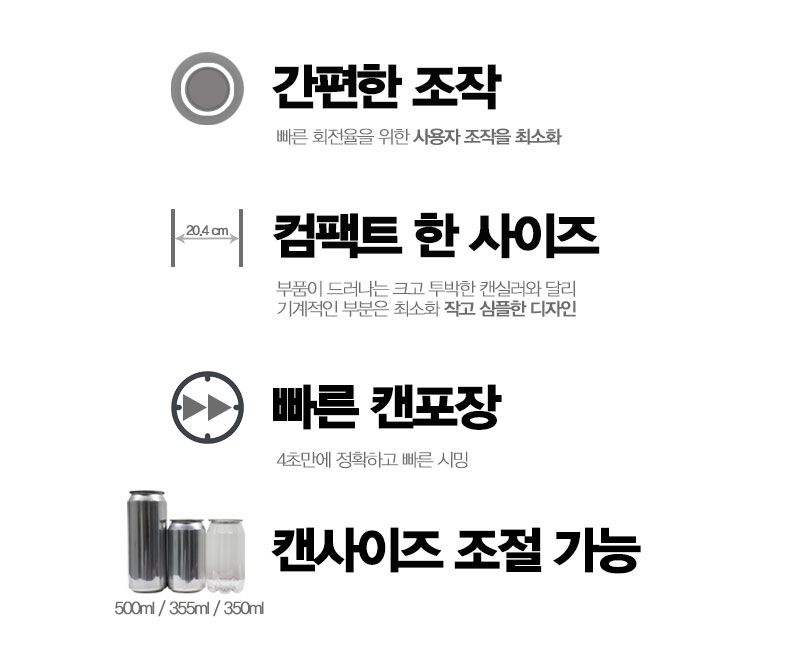 간편한 조작
빠른 회전율을 위한 사용자 조작을 최소화
20.4 cm
컴팩트 한 사이즈
부품이 드러나는 크고 투박한 캔실러와 달리
기계적인 부분은 최소화 작고 심플한 디자인
빠른 캔포장
4초만에 정확하고 빠른 시밍
캔사이즈 조절 가능
500ml / 355ml / 350ml